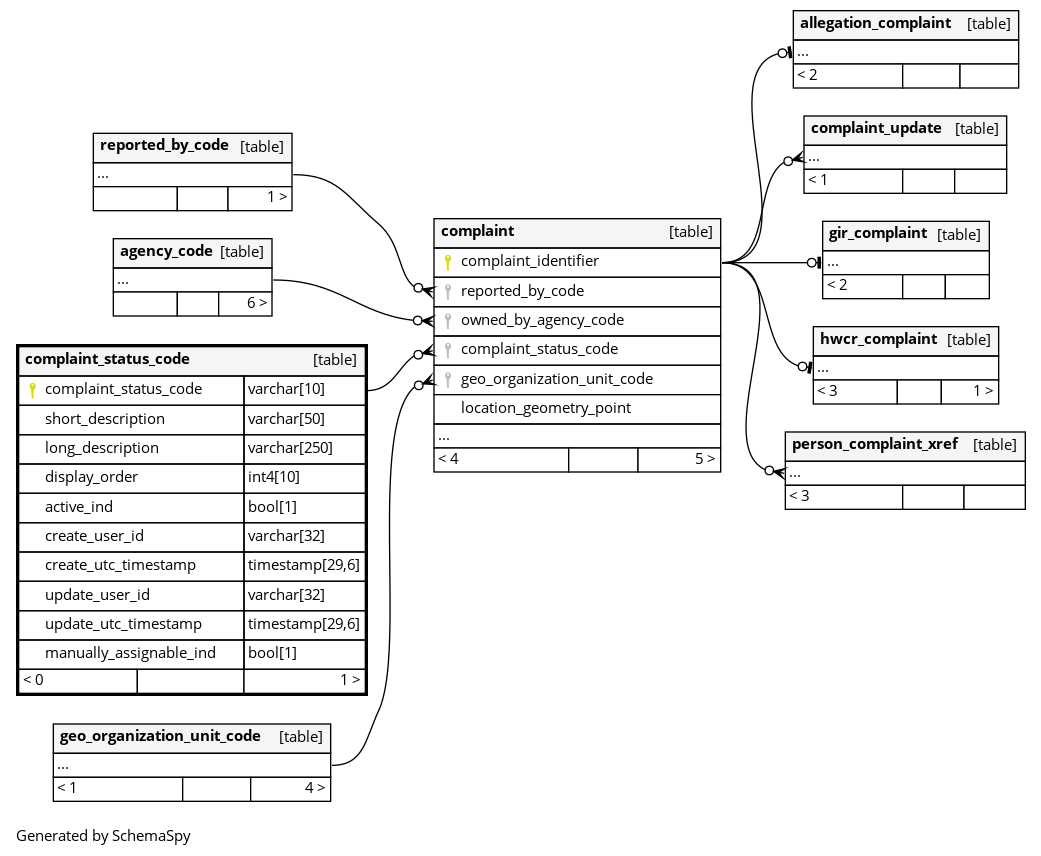 reported_by_code [table]
...
1 >
agency_code [table]
...
6 >
complaint_status_code [table]
complaint_status_code varchar[10]
short_description varchar[50]
long_description varchar[250]
display_order int4[10]
active_ind bool[1]
create_user_id varchar[32]
create_utc_timestamp timestamp[29,6]
update_user_id varchar[32]
update_utc_timestamp timestamp[29,6]
manually_assignable_ind bool[1]
< 0 1 >
geo_organization_unit_code [table]
...
< 1 4 >
complaint [table]
complaint_identifier
reported_by_code
owned_by_agency_code
complaint_status_code
geo_organization_unit_code
location_geometry_point
...
< 4 5 >
allegation_complaint [table]
...
< 2
complaint_update [table]
...
< 1
gir_complaint [table]
...
< 2
hwcr_complaint [table]
...
< 3 1 >
person_complaint_xref [table]
...
< 3
Generated by SchemaSpy